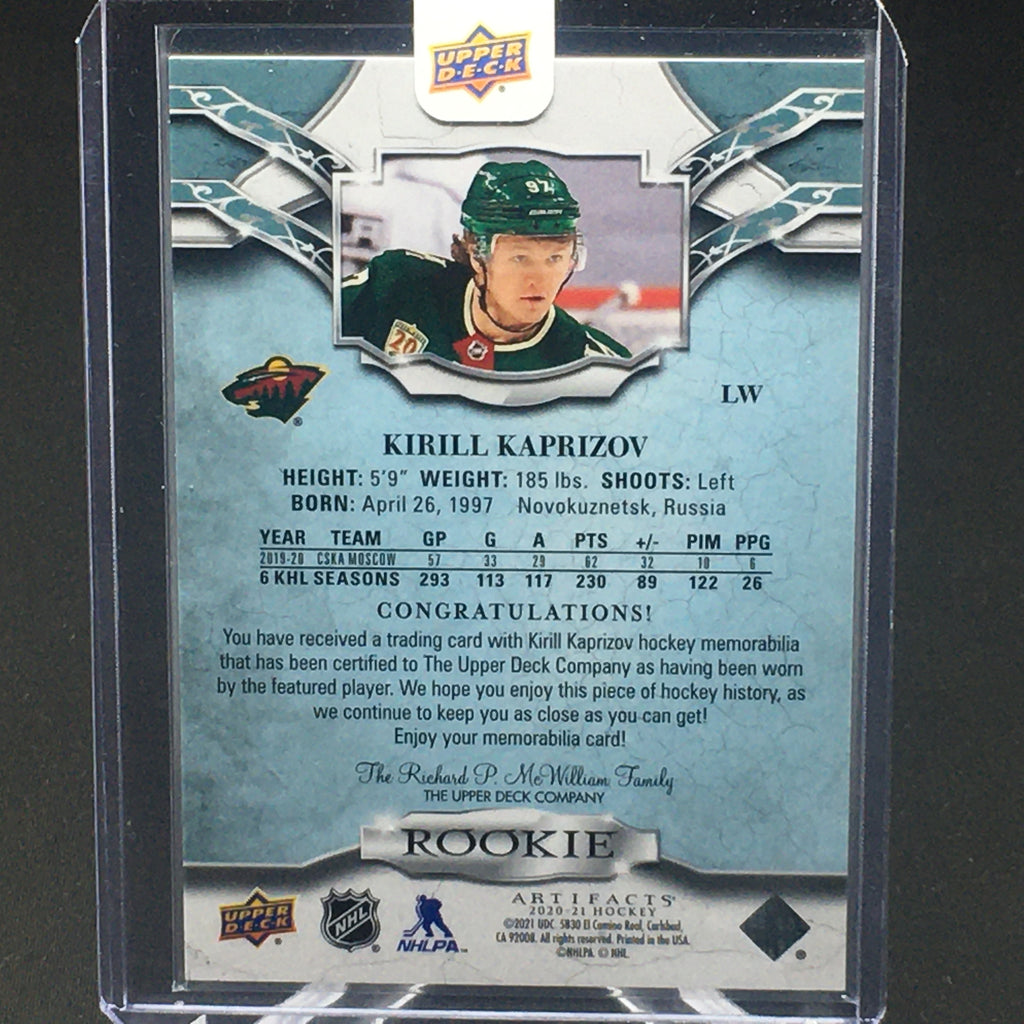 UPPER
D·E·C·K
97
20
LW
KIRILL KAPRIZOV
HEIGHT: 5'9" WEIGHT: 185 lbs. SHOOTS: Left
BORN: April 26, 1997 Novokuznetsk, Russia
YEAR TEAM GP G A PTS +/- PIM PPG
2019-20 CSKA MOSCOW 57 33 29 62 32 10 6
6 KHL SEASONS 293 113 117 230 89 122 26
CONGRATULATIONS!
You have received a trading card with Kirill Kaprizov hockey memorabilia
that has been certified to The Upper Deck Company as having been worn
by the featured player. We hope you enjoy this piece of hockey history, as
we continue to keep you as close as you can get!
Enjoy your memorabilia card!
The Richard P. McWilliam Family
THE UPPER DECK COMPANY
ROOKIE
UPPER
D·E·C·K
NHL
NHLPA
ARTIFACTS
2020-21 HOCKEY
©2021 UDC. 5830 El Camino Real, Carlsbad,
CA 92008. All rights reserved. Printed in the USA.
©NHLPA. © NHL.